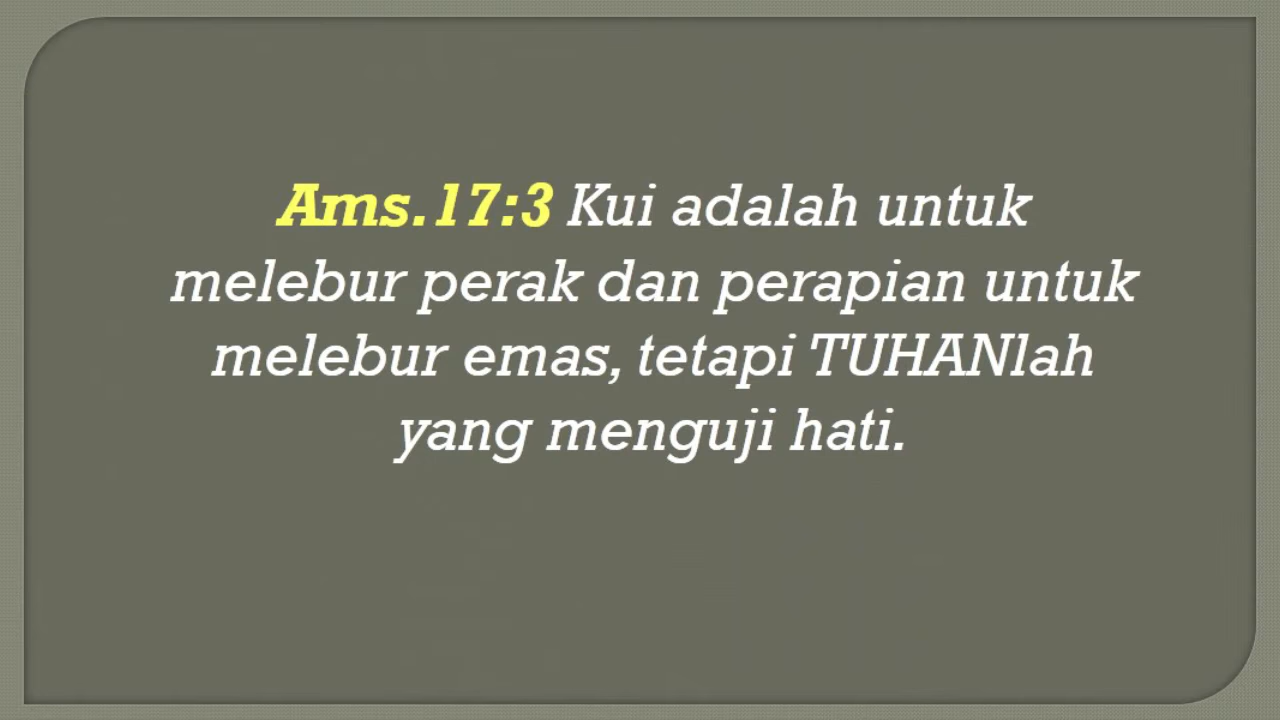 Ams.17:3 Kui adalah untuk
melebur perak dan perapian untuk
melebur emas, tetapi TUHANlah
yang menguji hati.